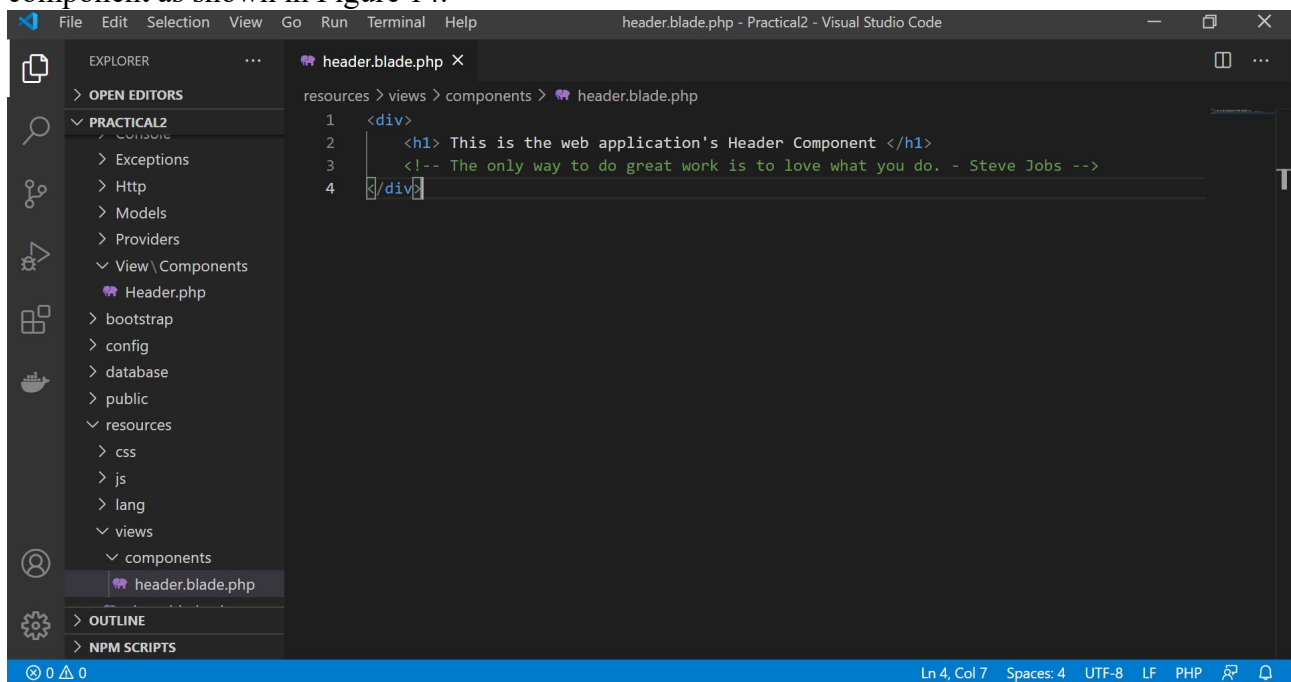 component as shown in Figure 14.
File Edit Selection View Go Run Terminal Help header.blade.php - Practical2 - Visual Studio Code
EXPLORER
header.blade.php
OPEN EDITORS
resources > views > components > header.blade.php
PRACTICAL2
1 <div>
Console
2 <h1> This is the web application's Header Component </h1>
Exceptions
3 <!-- The only way to do great work is to love what you do. - Steve Jobs -->
Http
4 </div>
Models
Providers
View\Components
Header.php
bootstrap
config
database
public
resources
css
js
lang
views
components
header.blade.php
OUTLINE
NPM SCRIPTS
0 0 Ln 4, Col 7 Spaces: 4 UTF-8 LF PHP